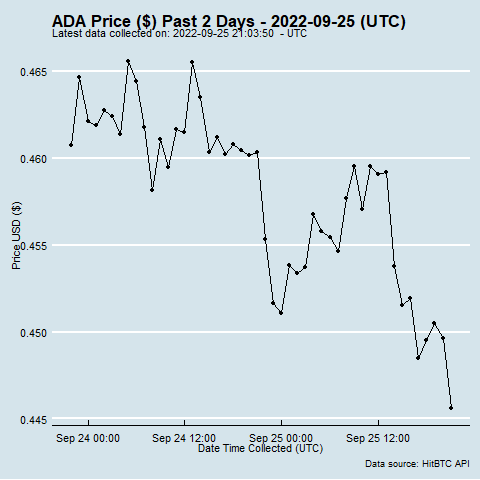 ADA Price ($) Past 2 Days - 2022-09-25 (UTC)
Latest data collected on: 2022-09-25 21:03:50 - UTC
0.465
0.460
0.455
0.450
0.445
Price USD ($)
Sep 24 00:00
Sep 24 12:00
Sep 25 00:00
Sep 25 12:00
Date Time Collected (UTC)
Data source: HitBTC API